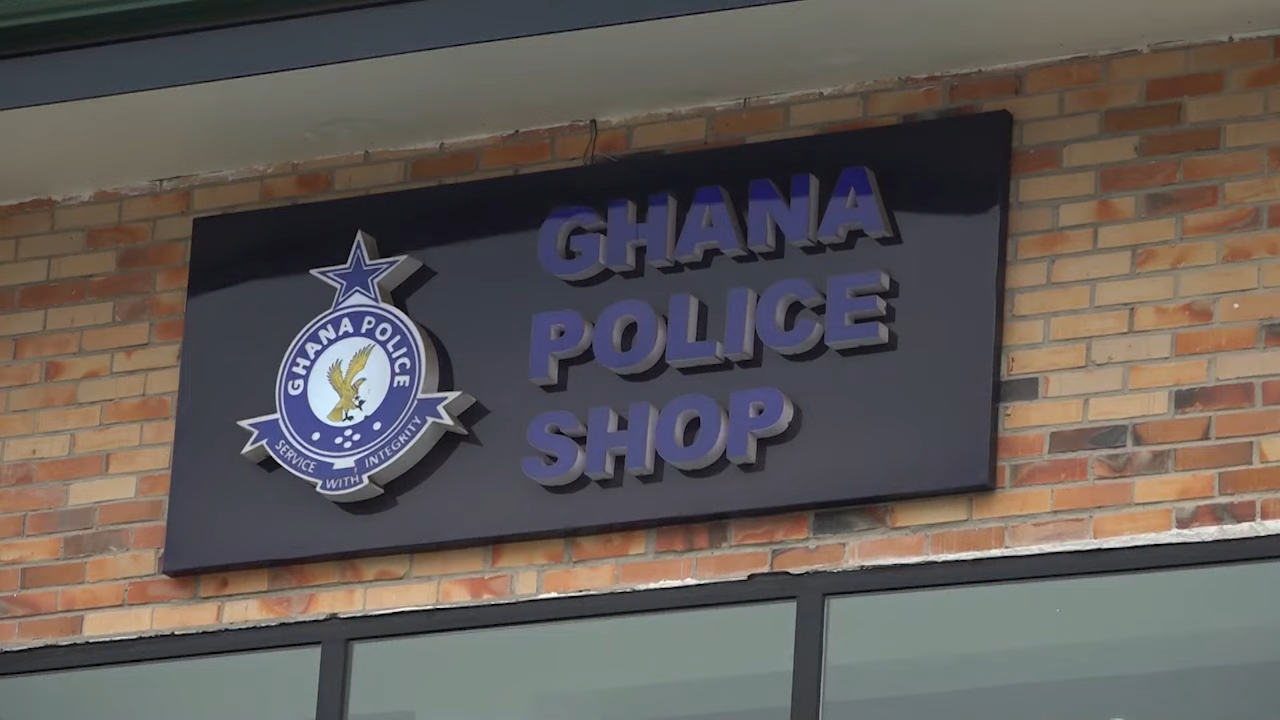 GHANA POLICE
SERVICE WITH INTEGRITY
GHANA
POLICE
SHOP